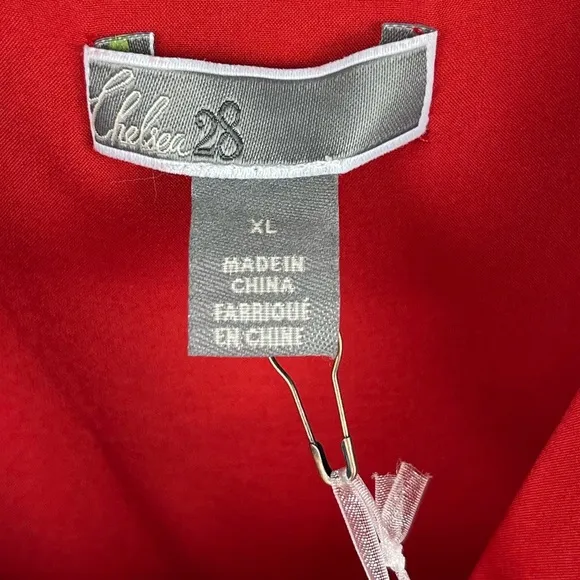 Chelsea28
XL
MADE IN
CHINA
FABRIQUÉ
EN CHINE